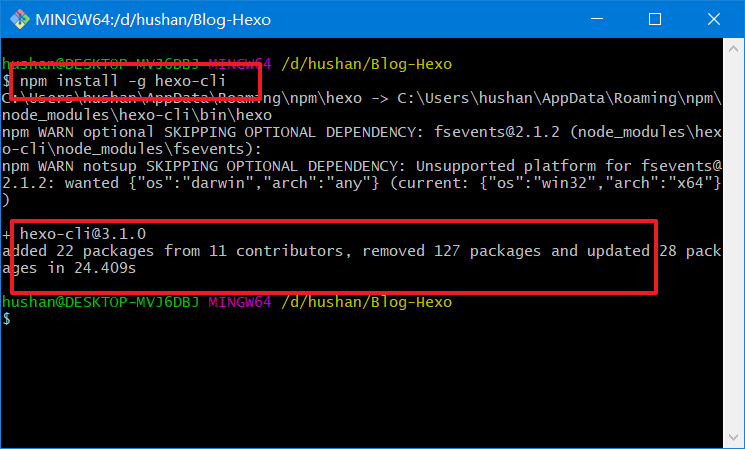 MINGW64:/d/hushan/Blog-Hexo
hushan@DESKTOP-MVJ6DBJ MINGW64 /d/hushan/Blog-Hexo
$ npm install -g hexo-cli
C:\Users\hushan\AppData\Roaming\npm\hexo -> C:\Users\hushan\AppData\Roaming\npm\
node_modules\hexo-cli\bin\hexo
npm WARN optional SKIPPING OPTIONAL DEPENDENCY: fsevents@2.1.2 (node_modules\hex
o-cli\node_modules\fsevents):
npm WARN notsup SKIPPING OPTIONAL DEPENDENCY: Unsupported platform for fsevents@
2.1.2: wanted {"os":"darwin","arch":"any"} (current: {"os":"win32","arch":"x64"}
)
+ hexo-cli@3.1.0
added 22 packages from 11 contributors, removed 127 packages and updated 28 pack
ages in 24.409s
hushan@DESKTOP-MVJ6DBJ MINGW64 /d/hushan/Blog-Hexo
$